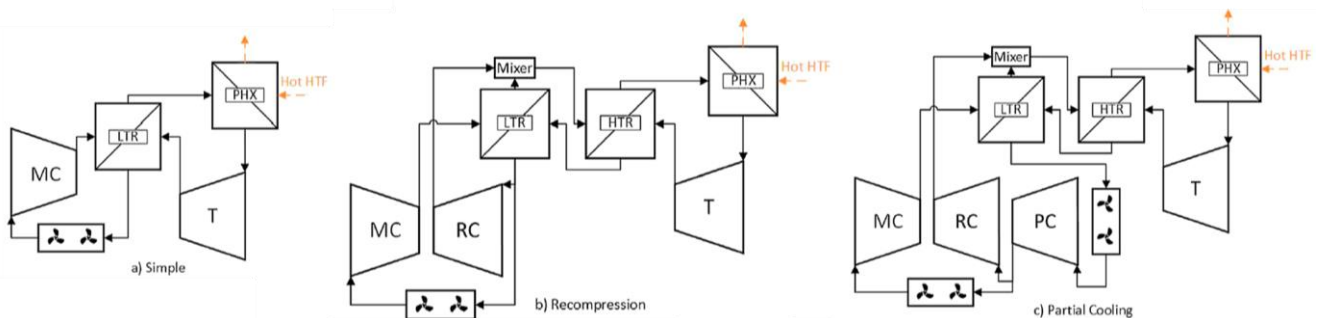 Hot HTF
PHX
LTR
MC
T
a) Simple
Mixer
Hot HTF
PHX
LTR
HTR
MC
RC
T
b) Recompression
Mixer
Hot HTF
PHX
LTR
HTR
MC
RC
PC
T
c) Partial Cooling